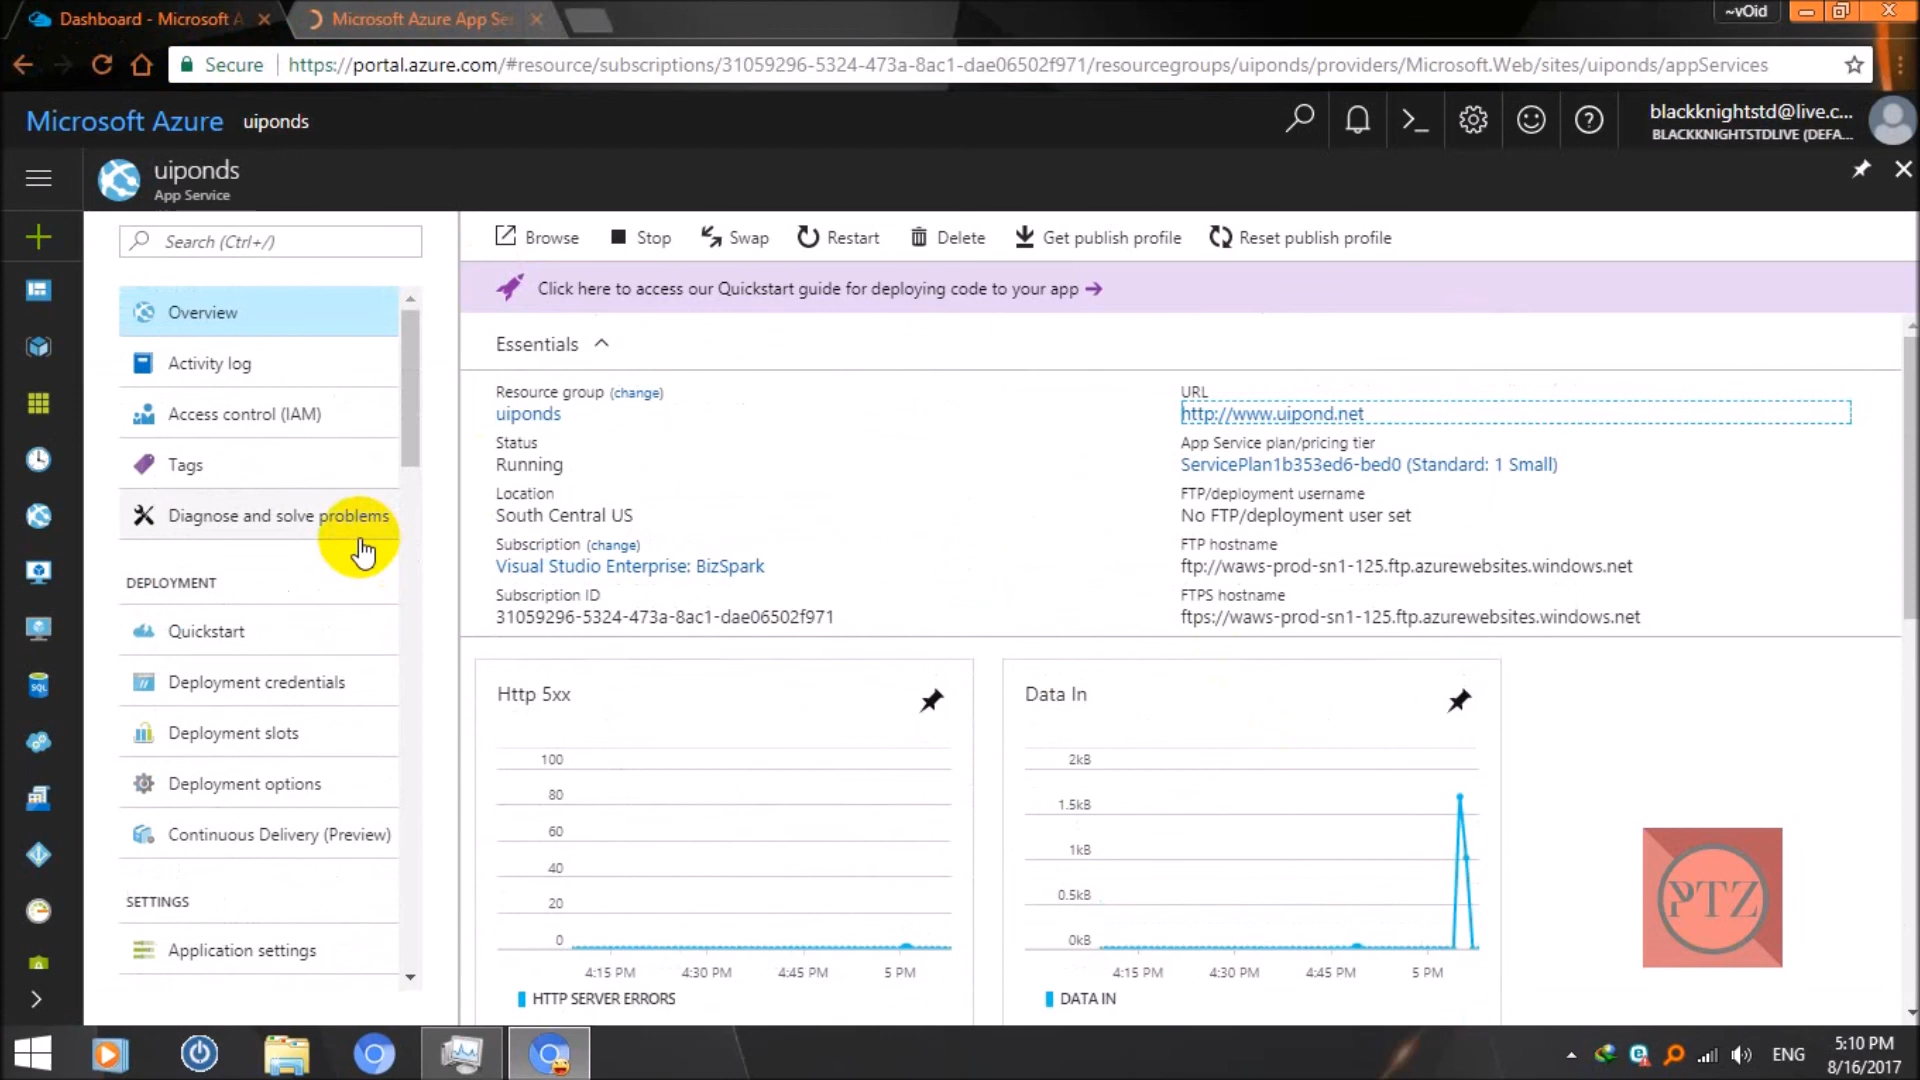 Dashboard - Microsoft A
Microsoft Azure App Se
~vOid
Secure
https://portal.azure.com/#resource/subscriptions/31059296-5324-473a-8ac1-dae06502f971/resourcegroups/uiponds/providers/Microsoft.Web/sites/uiponds/appServices
Microsoft Azure uiponds
blackknightstd@live.c...
BLACKKNIGHTSTDLIVE (DEFA...
uiponds
App Service
Search (Ctrl+/)
Browse Stop Swap Restart Delete Get publish profile Reset publish profile
Click here to access our Quickstart guide for deploying code to your app
Overview
Activity log
Access control (IAM)
Tags
Diagnose and solve problems
DEPLOYMENT
Quickstart
Deployment credentials
Deployment slots
Deployment options
Continuous Delivery (Preview)
SETTINGS
Application settings
Essentials
Resource group (change)
uiponds
Status
Running
Location
South Central US
Subscription (change)
Visual Studio Enterprise: BizSpark
Subscription ID
31059296-5324-473a-8ac1-dae06502f971
URL
http://www.uipond.net
App Service plan/pricing tier
ServicePlan1b353ed6-bed0 (Standard: 1 Small)
FTP/deployment username
No FTP/deployment user set
FTP hostname
ftp://waws-prod-sn1-125.ftp.azurewebsites.windows.net
FTPS hostname
ftps://waws-prod-sn1-125.ftp.azurewebsites.windows.net
Http 5xx
100
80
60
40
20
0
4:15 PM 4:30 PM 4:45 PM 5 PM
HTTP SERVER ERRORS
Data In
2kB
1.5kB
1kB
0.5kB
0kB
4:15 PM 4:30 PM 4:45 PM 5 PM
DATA IN
PTZ
SQL
ENG
5:10 PM
8/16/2017